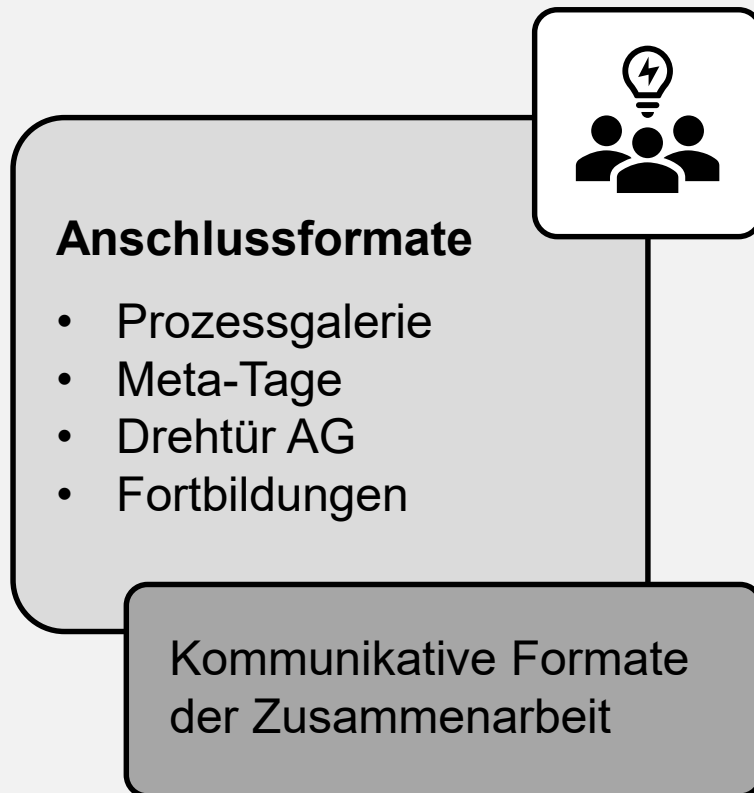 Anschlussformate
• Prozessgalerie
• Meta-Tage
• Drehtür AG
• Fortbildungen
Kommunikative Formate
der Zusammenarbeit